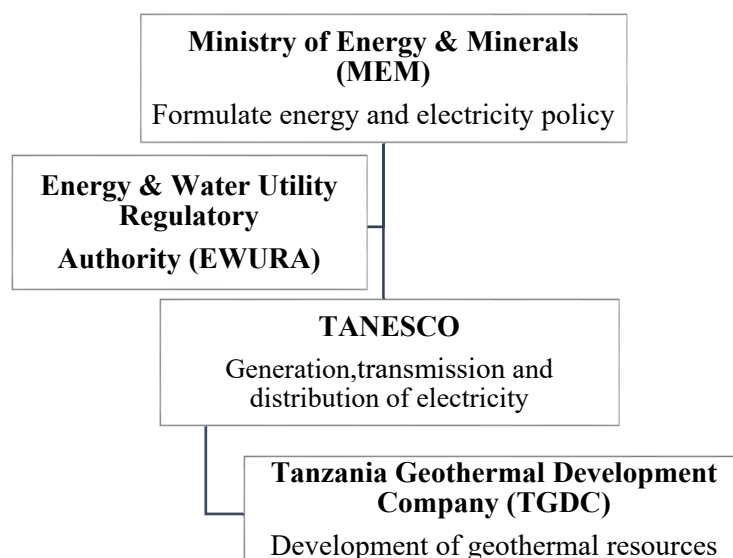 Ministry of Energy & Minerals
(MEM)
Formulate energy and electricity policy
Energy & Water Utility
Regulatory
Authority (EWURA)
TANESCO
Generation,transmission and
distribution of electricity
Tanzania Geothermal Development
Company (TGDC)
Development of geothermal resources